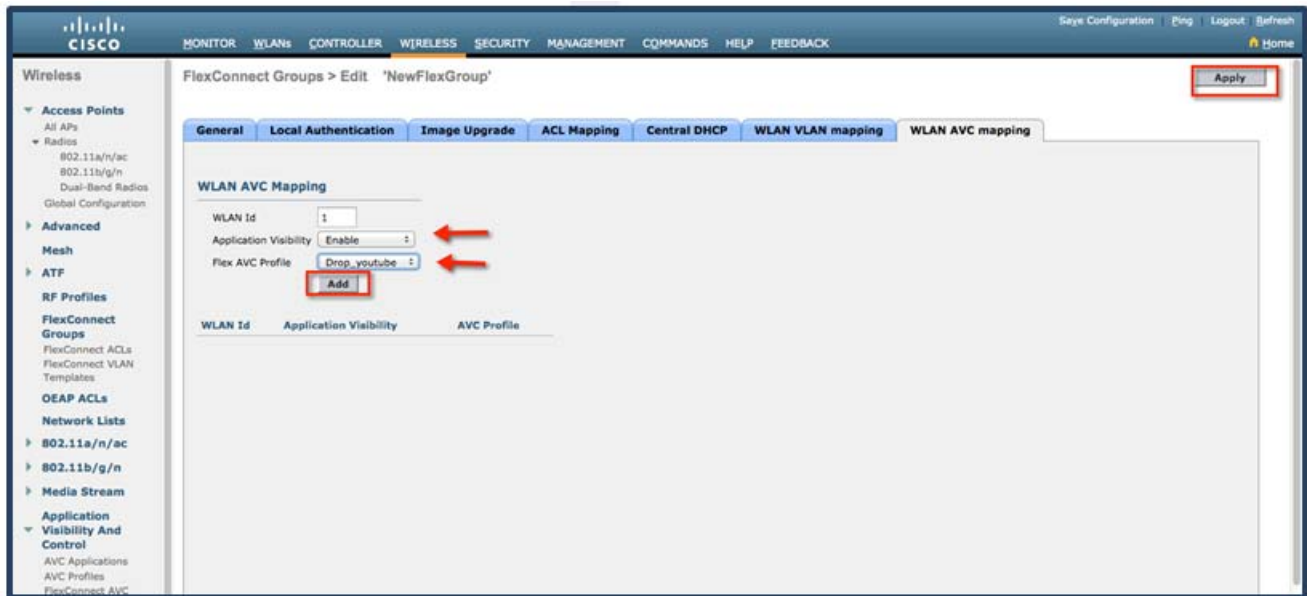 Save Configuration Ping Logout Refresh
CISCO
MONITOR WLANs CONTROLLER WIRELESS SECURITY MANAGEMENT COMMANDS HELP FEEDBACK
Home
Wireless
FlexConnect Groups > Edit 'NewFlexGroup'
Apply
Access Points
All APs
Radios
802.11a/n/ac
802.11b/g/n
Dual-Band Radios
Global Configuration
Advanced
Mesh
ATF
RF Profiles
FlexConnect
Groups
FlexConnect ACLs
FlexConnect VLAN
Templates
OEAP ACLs
Network Lists
802.11a/n/ac
802.11b/g/n
Media Stream
Application
Visibility And
Control
AVC Applications
AVC Profiles
FlexConnect AVC
General Local Authentication Image Upgrade ACL Mapping Central DHCP WLAN VLAN mapping WLAN AVC mapping
WLAN AVC Mapping
WLAN Id 1
Application Visibility Enable
Flex AVC Profile Drop_youtube
Add
WLAN Id Application Visibility AVC Profile